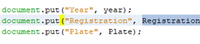 document.put("Year", year);
document.put("Registration", Registration
document.put("Plate", Plate);